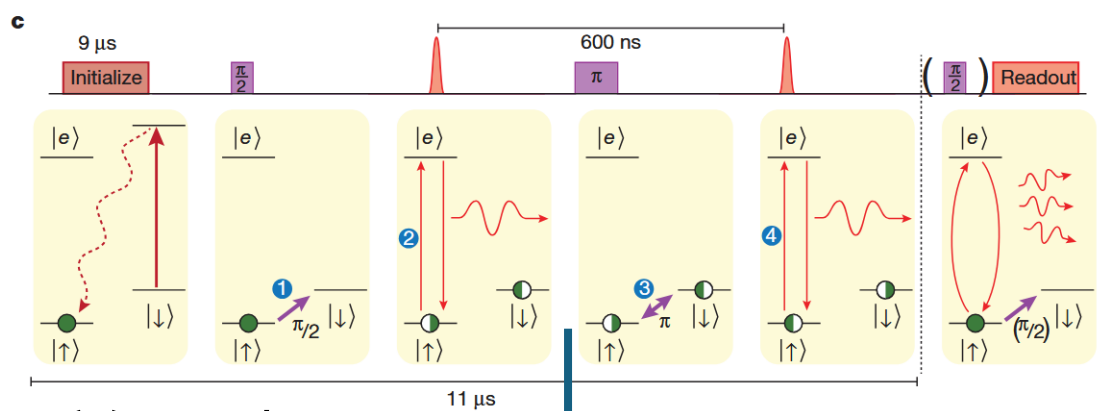 c
9 μs
600 ns
Initialize
π/2
π
(π/2)
Readout
|e⟩
|e⟩
|e⟩
|e⟩
|e⟩
|e⟩
2
4
1
3
π/2
π
(π/2)
|↓⟩
|↓⟩
|↓⟩
|↓⟩
|↓⟩
|↓⟩
|↑⟩
|↑⟩
|↑⟩
|↑⟩
|↑⟩
|↑⟩
11 μs